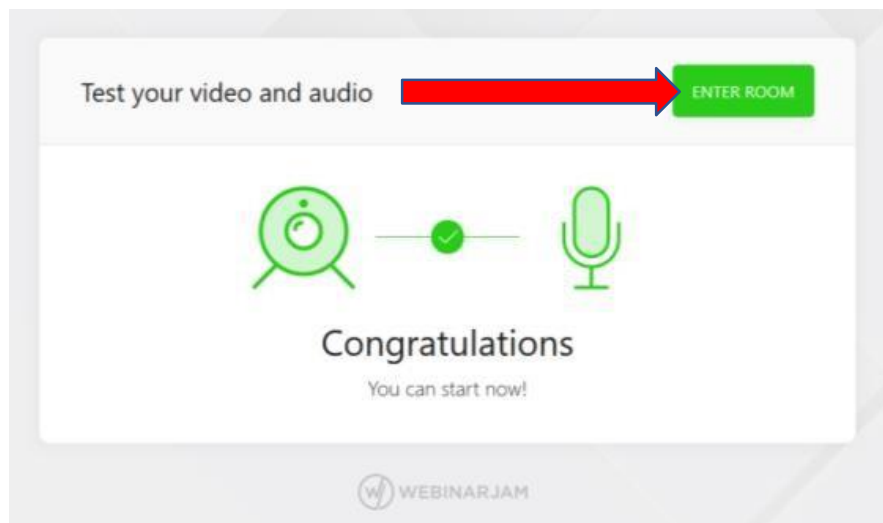 Test your video and audio
ENTER ROOM
Congratulations
You can start now!
WEBINARJAM